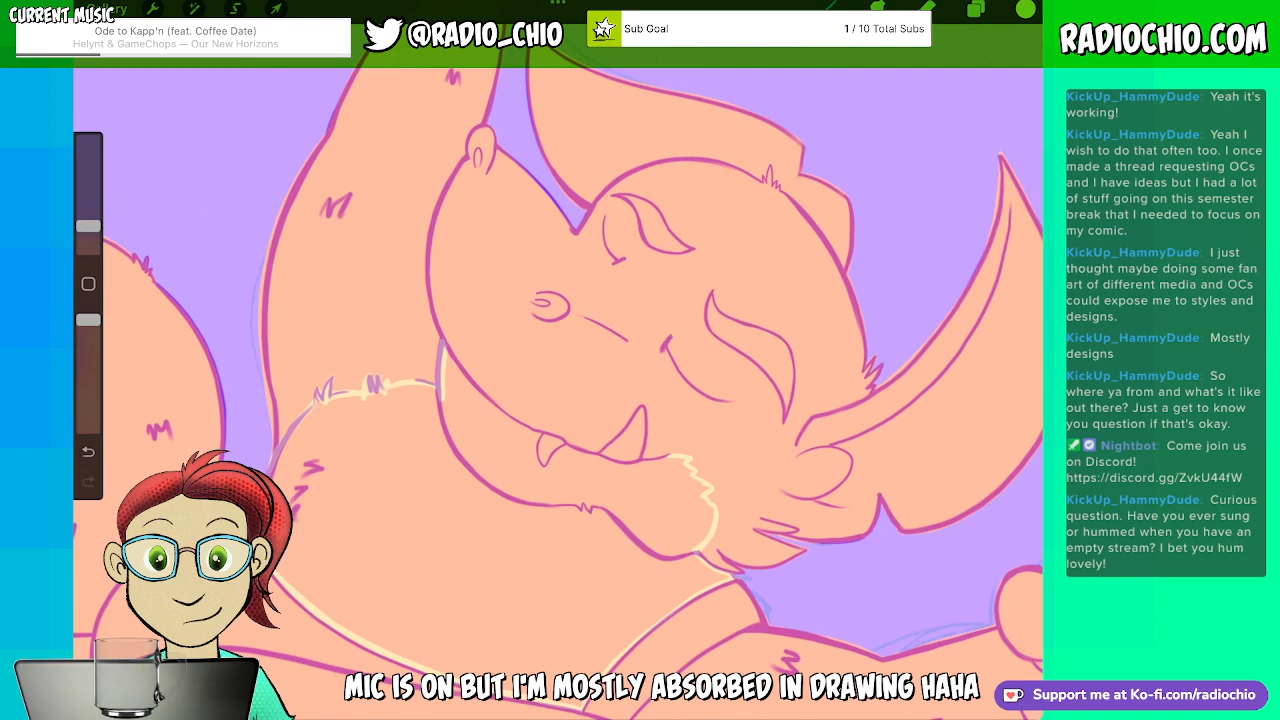 Gallery
CURRENT MUSIC
Ode to Kapp'n (feat. Coffee Date)
Helynt & GameChops — Our New Horizons
@RADIO_CHIO
Sub Goal
1 / 10 Total Subs
RADIOCHIO.COM
KickUp_HammyDude: Yeah it's
working!
KickUp_HammyDude: Yeah I
wish to do that often too. I once
made a thread requesting OCs
and I have ideas but I had a lot
of stuff going on this semester
break that I needed to focus on
my comic.
KickUp_HammyDude: I just
thought maybe doing some fan
art of different media and OCs
could expose me to styles and
designs.
KickUp_HammyDude: Mostly
designs
KickUp_HammyDude: So
where ya from and what's it like
out there? Just a get to know
you question if that's okay.
Nightbot: Come join us
on Discord!
https://discord.gg/ZvkU44fW
KickUp_HammyDude: Curious
question. Have you ever sung
or hummed when you have an
empty stream? I bet you hum
lovely!
MIC IS ON BUT I'M MOSTLY ABSORBED IN DRAWING HAHA
Support me at Ko-fi.com/radiochio